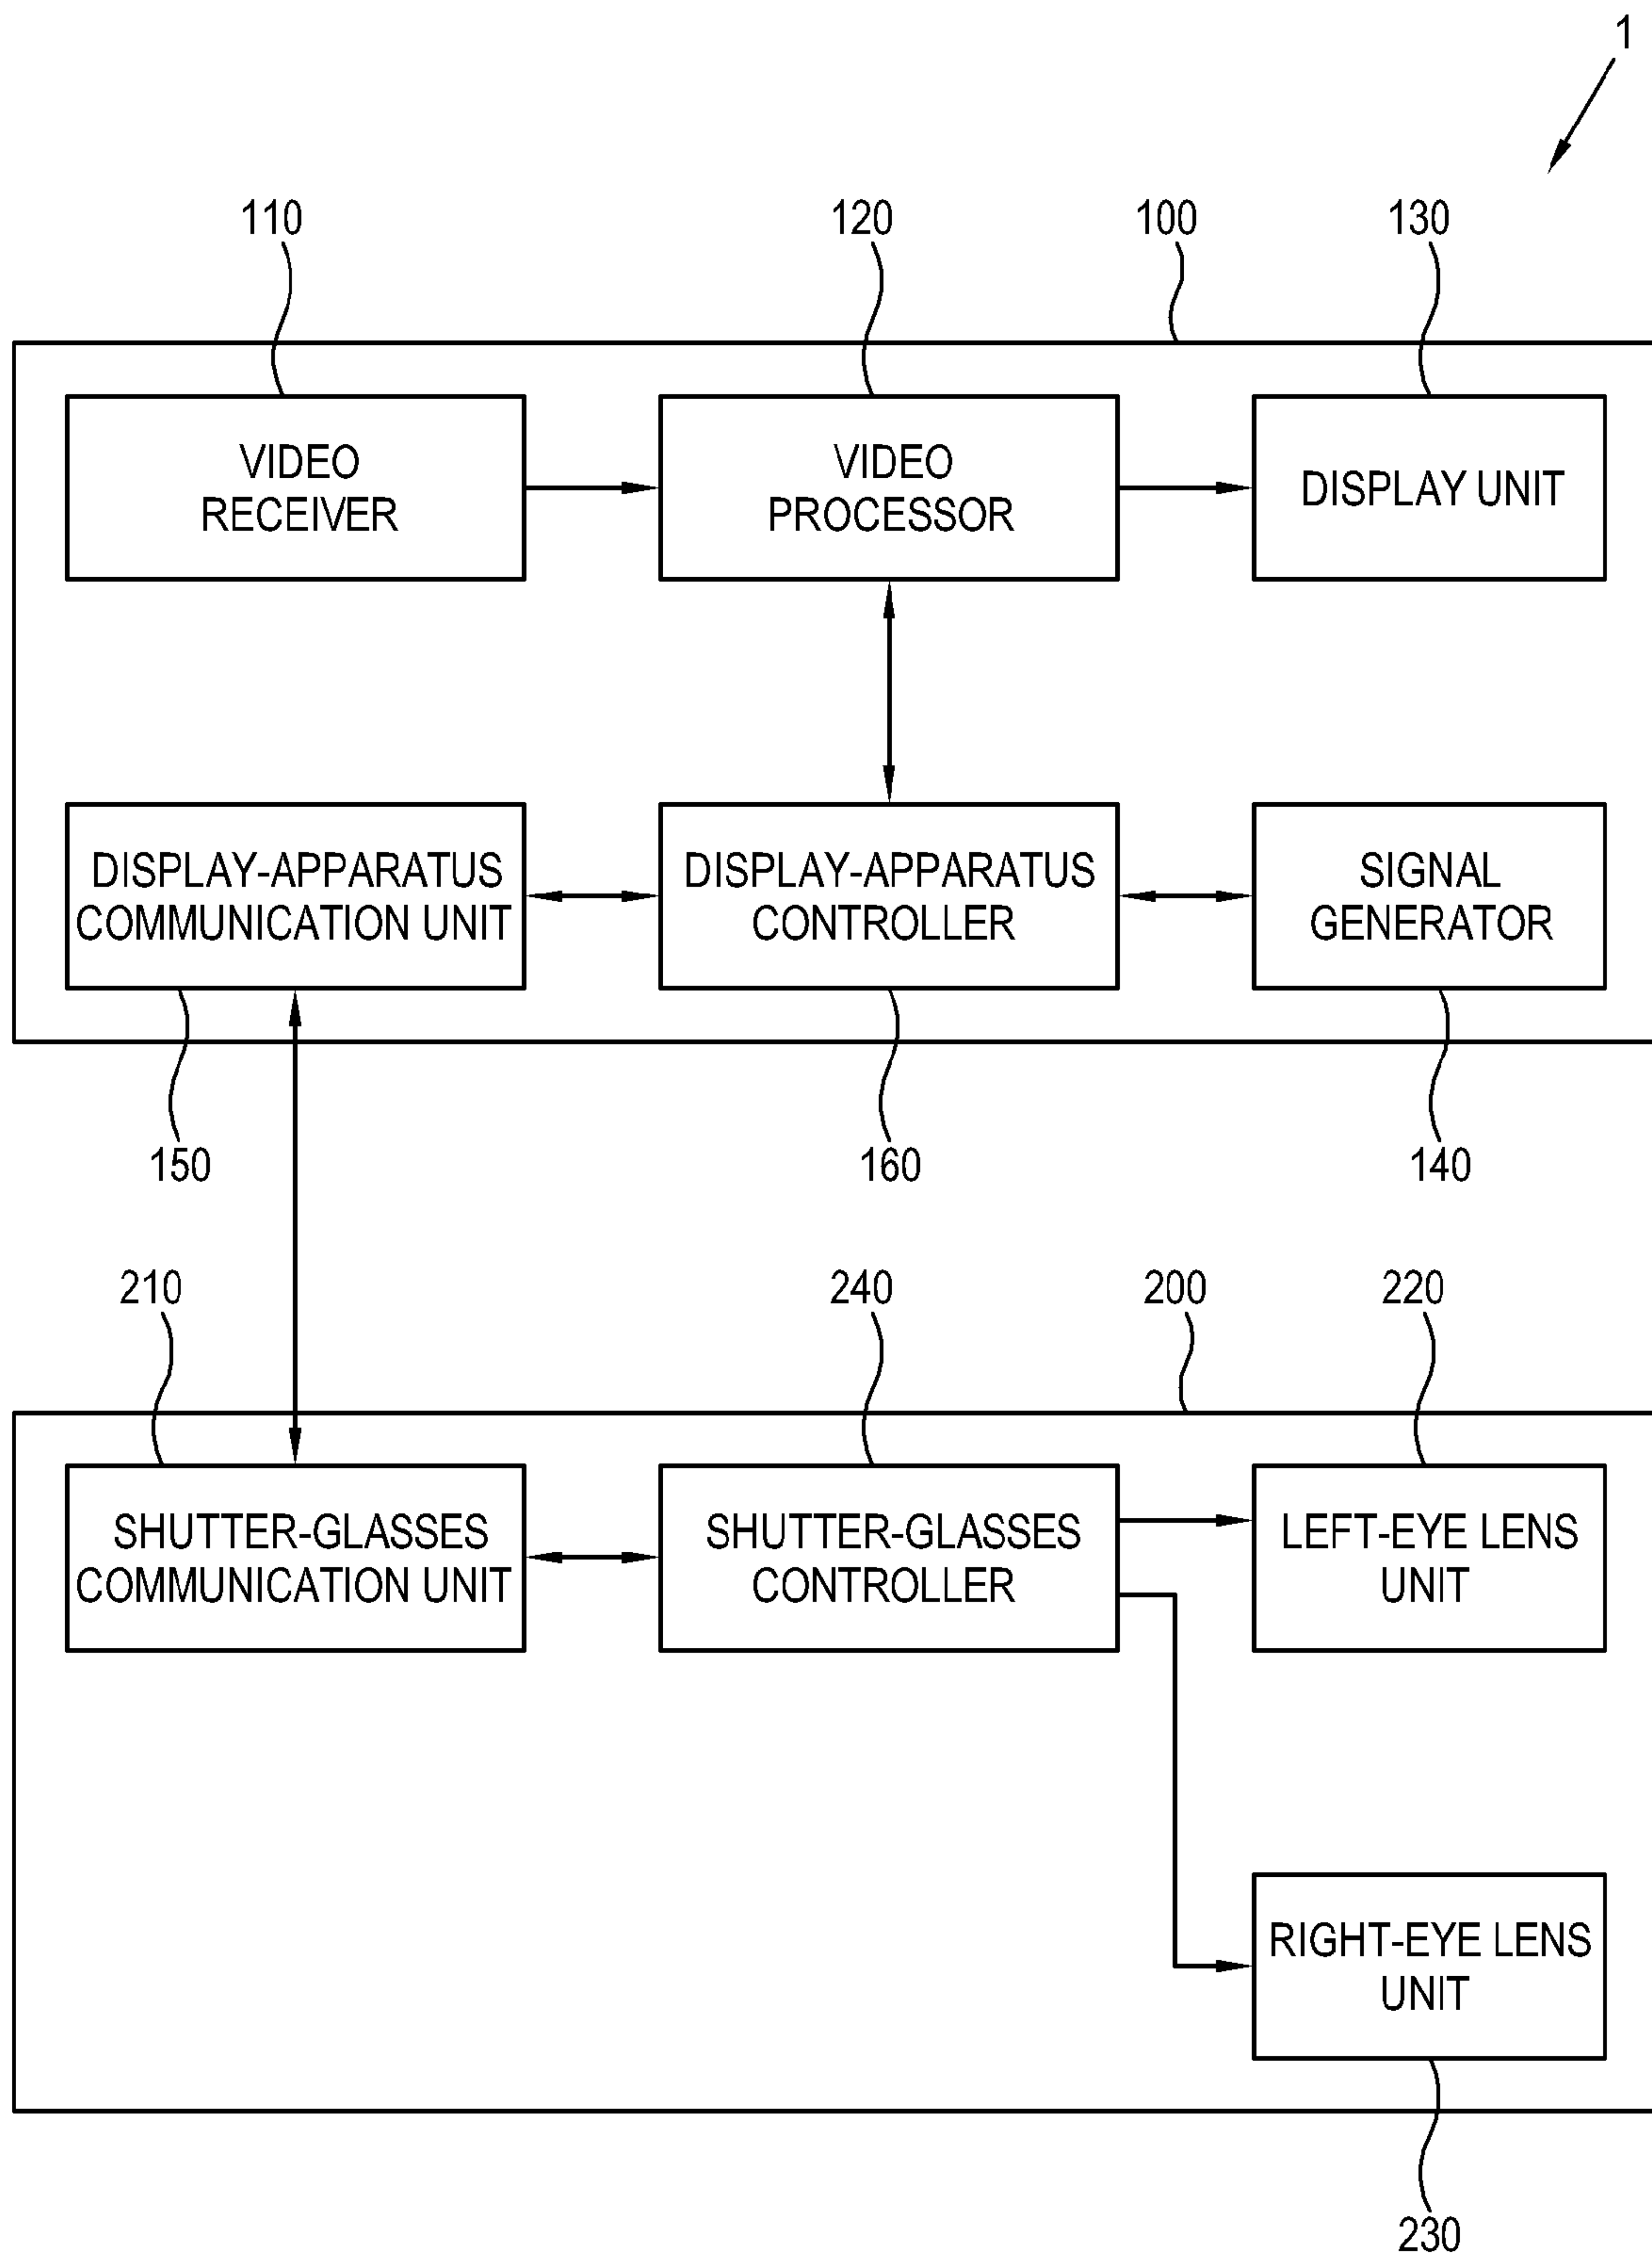 1
110
120
100
130
VIDEO
RECEIVER
VIDEO
PROCESSOR
DISPLAY UNIT
DISPLAY-APPARATUS
COMMUNICATION UNIT
DISPLAY-APPARATUS
CONTROLLER
SIGNAL
GENERATOR
150
160
140
210
240
200
220
SHUTTER-GLASSES
COMMUNICATION UNIT
SHUTTER-GLASSES
CONTROLLER
LEFT-EYE LENS
UNIT
RIGHT-EYE LENS
UNIT
230